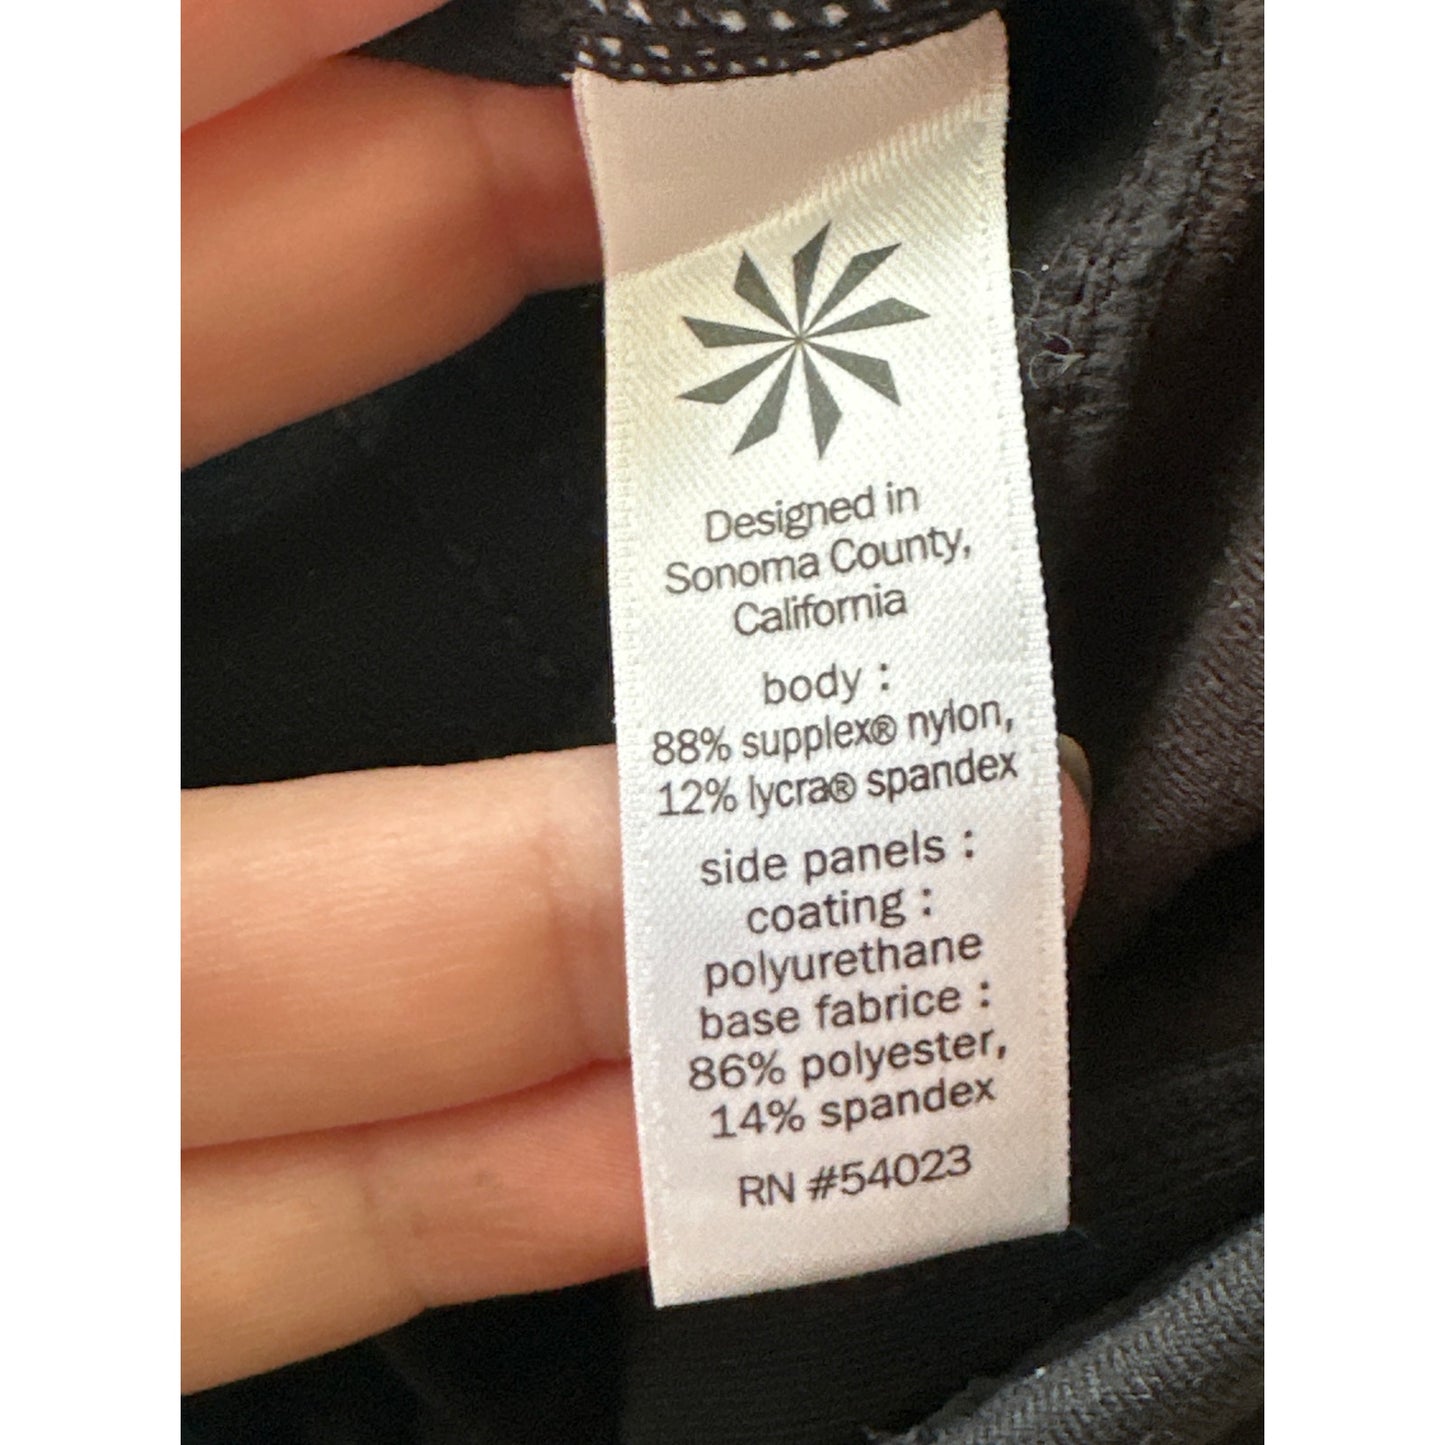 Designed in
Sonoma County,
California
body :
88% supplex® nylon,
12% lycra® spandex
side panels :
coating :
polyurethane
base fabrice :
86% polyester,
14% spandex
RN #54023